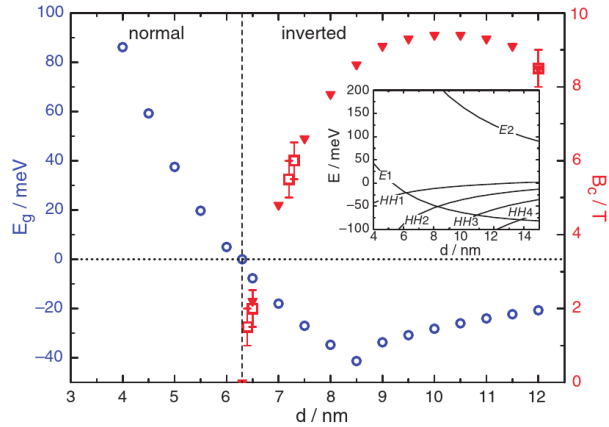 normal
inverted
E_g / meV
100
80
60
40
20
0
−20
−40
3
4
5
6
7
8
9
10
11
12
d / nm
B_c / T
10
8
6
4
2
0
E / meV
200
150
100
50
0
-50
-100
4
6
8
10
12
14
d / nm
E2
E1
HH1
HH2
HH3
HH4